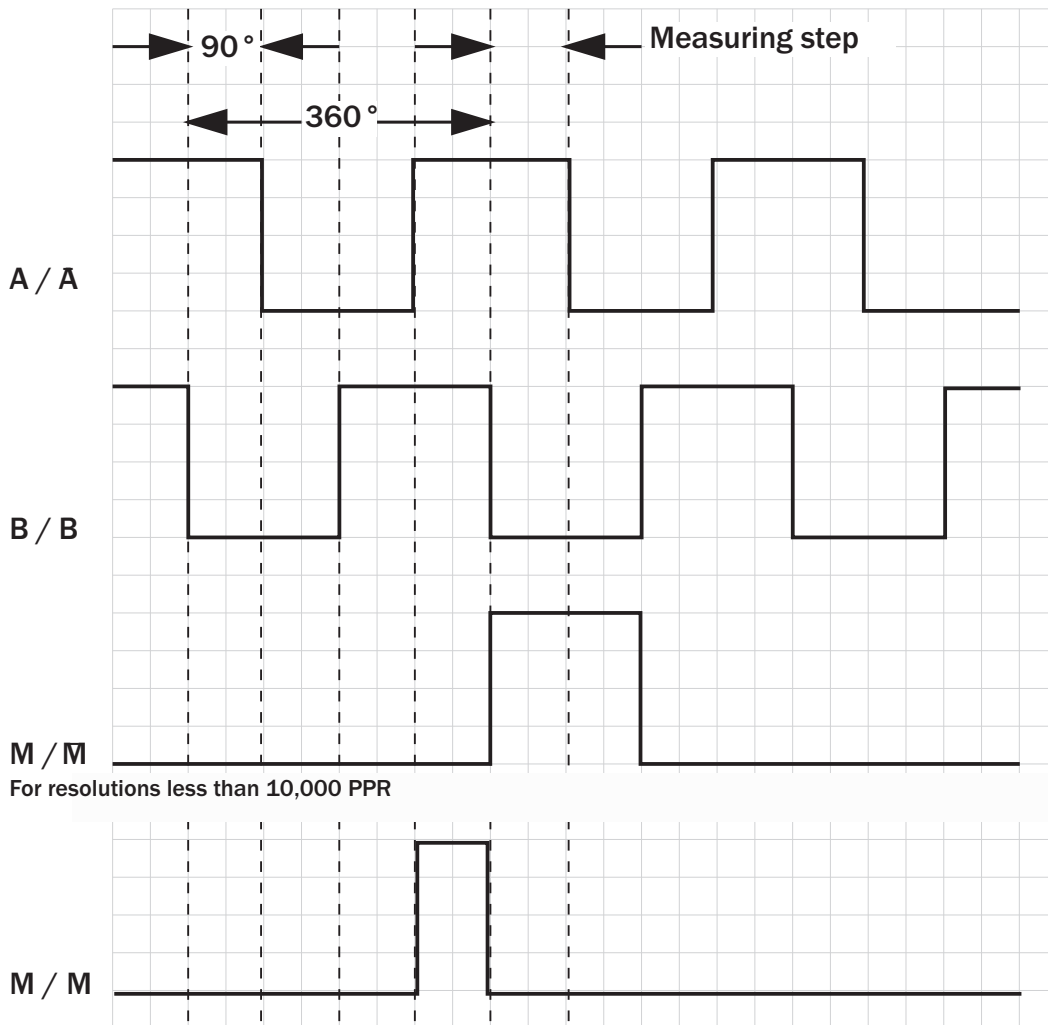 90° Measuring step
360°
A / A̅
B / B
M / M̅
For resolutions less than 10,000 PPR
M / M